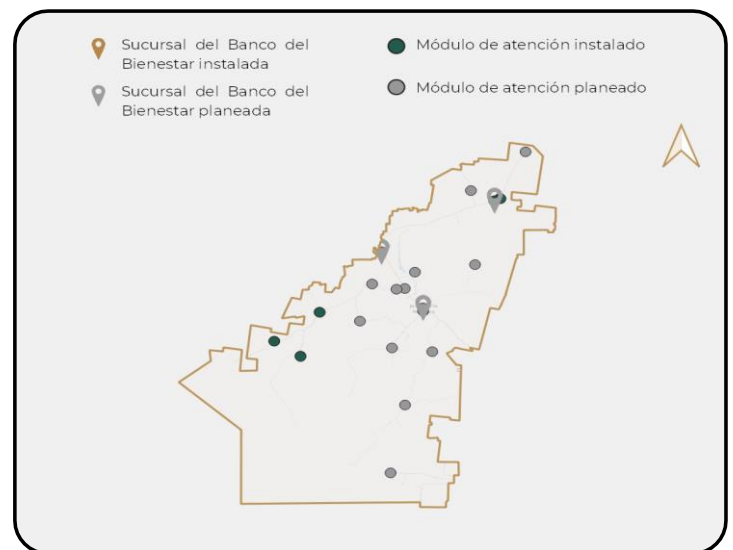 Sucursal del Banco del
Bienestar instalada
Sucursal del Banco del
Bienestar planeada
Módulo de atención instalado
Módulo de atención planeado